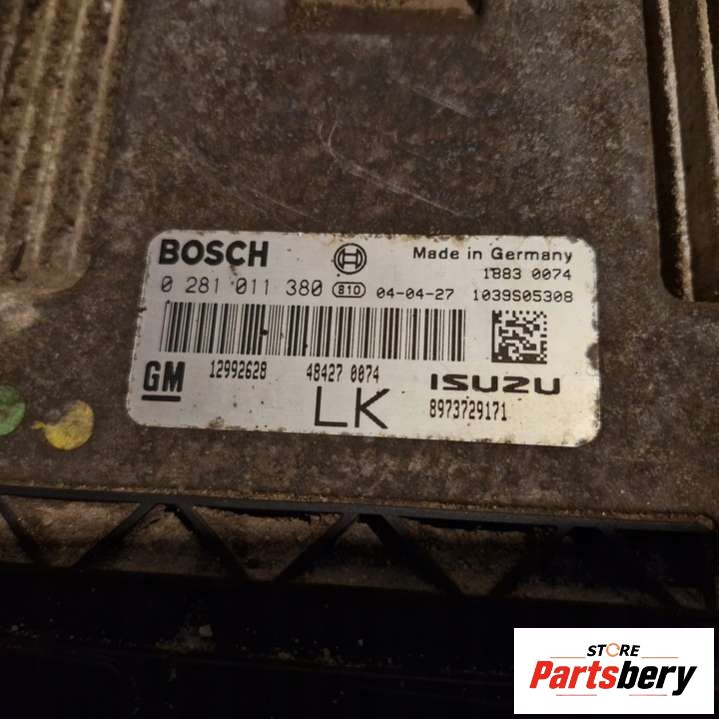 BOSCH Made in Germany
1B83 0074
0 281 011 380 810 04-04-27 1039S05308
GM 12992628 48427 0074 ISUZU
LK 8973729171
STORE
Partsbery